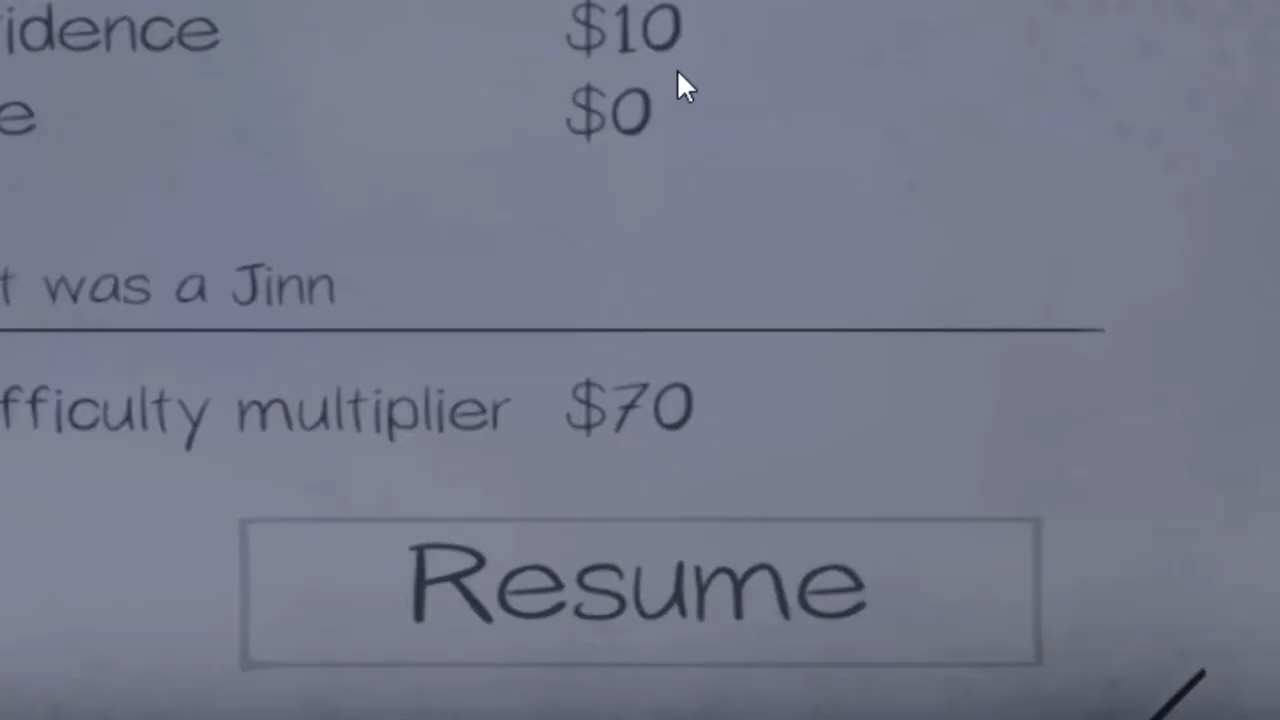 idence $10
e $0
t was a Jinn
fficulty multiplier $70
Resume